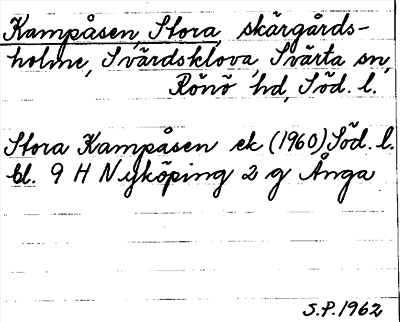 Kampåsen, Stora, skärgårds-
holme, Svärdsklova, Svärta sn,
Rönö hd, Söd. l.
Stora Kampåsen ek (1960) Söd. l.
bl. 9 H Nyköping 2 g Ånga
S.P. 1962